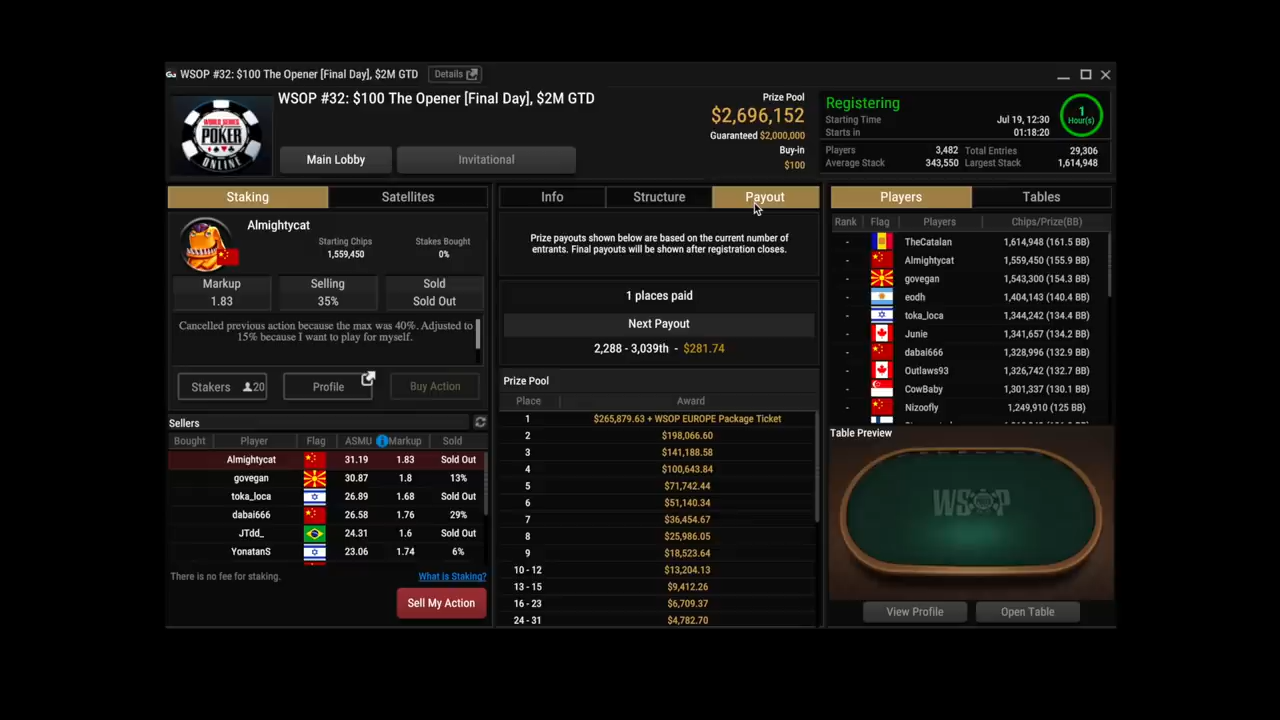 WSOP #32: $100 The Opener [Final Day], $2M GTD
Details
WORLD SERIES OF
POKER
ONLINE
WSOP #32: $100 The Opener [Final Day], $2M GTD
Main Lobby
Invitational
Prize Pool
$2,696,152
Guaranteed $2,000,000
Buy-in
$100
Registering
Starting Time Jul 19, 12:30
Starts in 01:18:20
1
Hour(s)
Players 3,482 Total Entries 29,306
Average Stack 343,550 Largest Stack 1,614,948
Staking Satellites
Almightycat
Starting Chips Stakes Bought
1,559,450 0%
Markup Selling Sold
1.83 35% Sold Out
Cancelled previous action because the max was 40%. Adjusted to
15% because I want to play for myself.
Stakers 20 Profile Buy Action
Sellers
Bought Player Flag ASMU Markup Sold
Almightycat 31.19 1.83 Sold Out
govegan 30.87 1.8 13%
toka_loca 26.89 1.68 Sold Out
dabai666 26.58 1.76 29%
JTdd_ 24.31 1.6 Sold Out
YonatanS 23.06 1.74 6%
There is no fee for staking. What is Staking?
Sell My Action
Info Structure Payout
Prize payouts shown below are based on the current number of
entrants. Final payouts will be shown after registration closes.
1 places paid
Next Payout
2,288 - 3,039th - $281.74
Prize Pool
Place Award
1 $265,879.63 + WSOP EUROPE Package Ticket
2 $198,066.60
3 $141,188.58
4 $100,643.84
5 $71,742.44
6 $51,140.34
7 $36,454.67
8 $25,986.05
9 $18,523.64
10 - 12 $13,204.13
13 - 15 $9,412.26
16 - 23 $6,709.37
24 - 31 $4,782.70
Players Tables
Rank Flag Players Chips/Prize(BB)
- TheCatalan 1,614,948 (161.5 BB)
- Almightycat 1,559,450 (155.9 BB)
- govegan 1,543,300 (154.3 BB)
- eodh 1,404,143 (140.4 BB)
- toka_loca 1,344,242 (134.4 BB)
- Junie 1,341,657 (134.2 BB)
- dabai666 1,328,996 (132.9 BB)
- Outlaws93 1,326,742 (132.7 BB)
- CowBaby 1,301,337 (130.1 BB)
- Nizoofly 1,249,910 (125 BB)
Table Preview
WSOP
View Profile Open Table